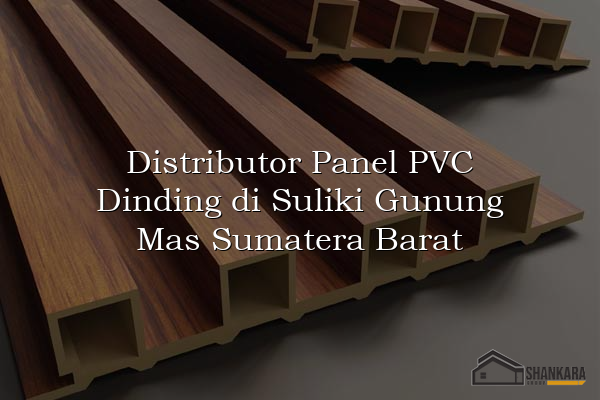 Distributor Panel PVC
Dinding di Suliki Gunung
Mas Sumatera Barat
SHANKARA